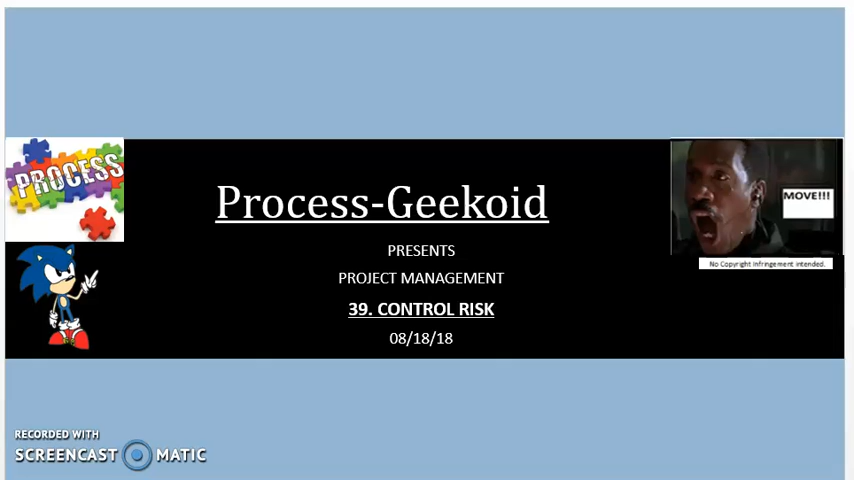 PROCESS
Process-Geekoid
PRESENTS
PROJECT MANAGEMENT
39. CONTROL RISK
08/18/18
MOVE!!!
No Copyright Infringement intended.
RECORDED WITH
SCREENCAST MATIC